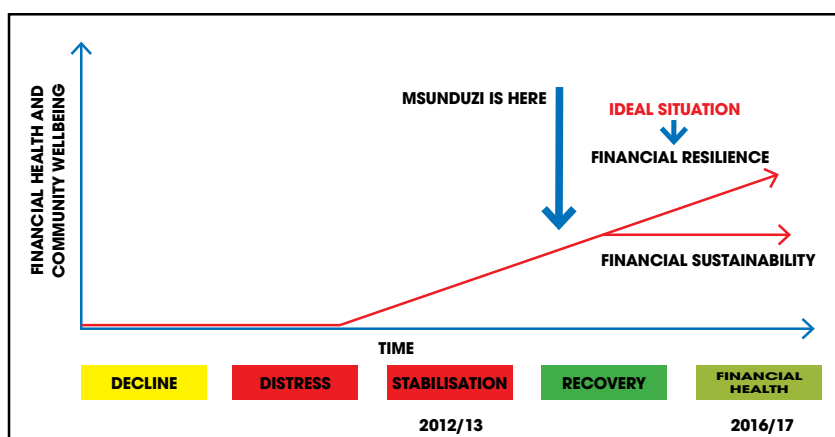 FINANCIAL HEALTH AND
COMMUNITY WELLBEING
MSUNDUZI IS HERE
IDEAL SITUATION
FINANCIAL RESILIENCE
FINANCIAL SUSTAINABILITY
TIME
DECLINE
DISTRESS
STABILISATION
RECOVERY
FINANCIAL
HEALTH
2012/13
2016/17